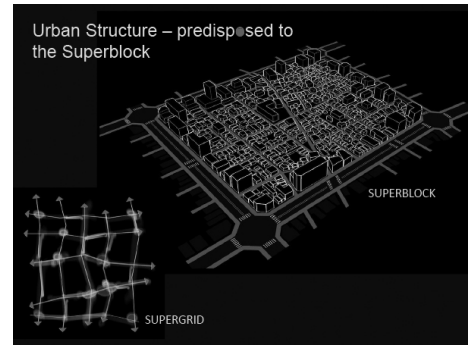 Urban Structure – predisposed to
the Superblock
SUPERBLOCK
SUPERGRID